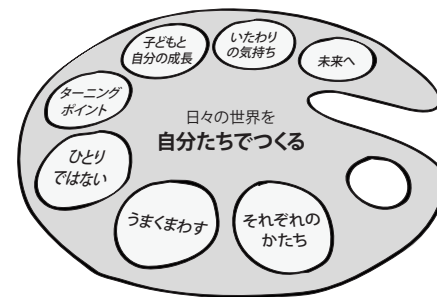 日々の世界を
自分たちでつくる
未来へ
いたわり
の気持ち
子どもと
自分の成長
ターニング
ポイント
ひとり
ではない
うまくまわす
それぞれの
かたち